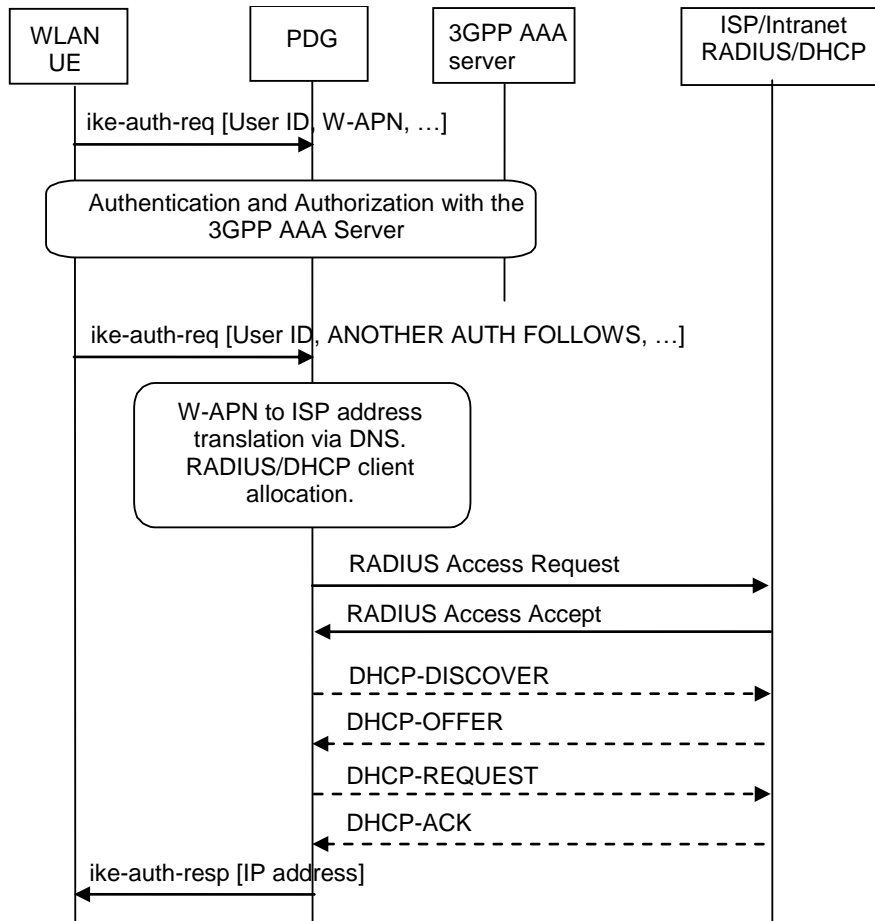 WLAN
UE
PDG
3GPP AAA
server
ISP/Intranet
RADIUS/DHCP
ike-auth-req [User ID, W-APN, …]
Authentication and Authorization with the
3GPP AAA Server
ike-auth-req [User ID, ANOTHER AUTH FOLLOWS, …]
W-APN to ISP address
translation via DNS.
RADIUS/DHCP client
allocation.
RADIUS Access Request
RADIUS Access Accept
DHCP-DISCOVER
DHCP-OFFER
DHCP-REQUEST
DHCP-ACK
ike-auth-resp [IP address]